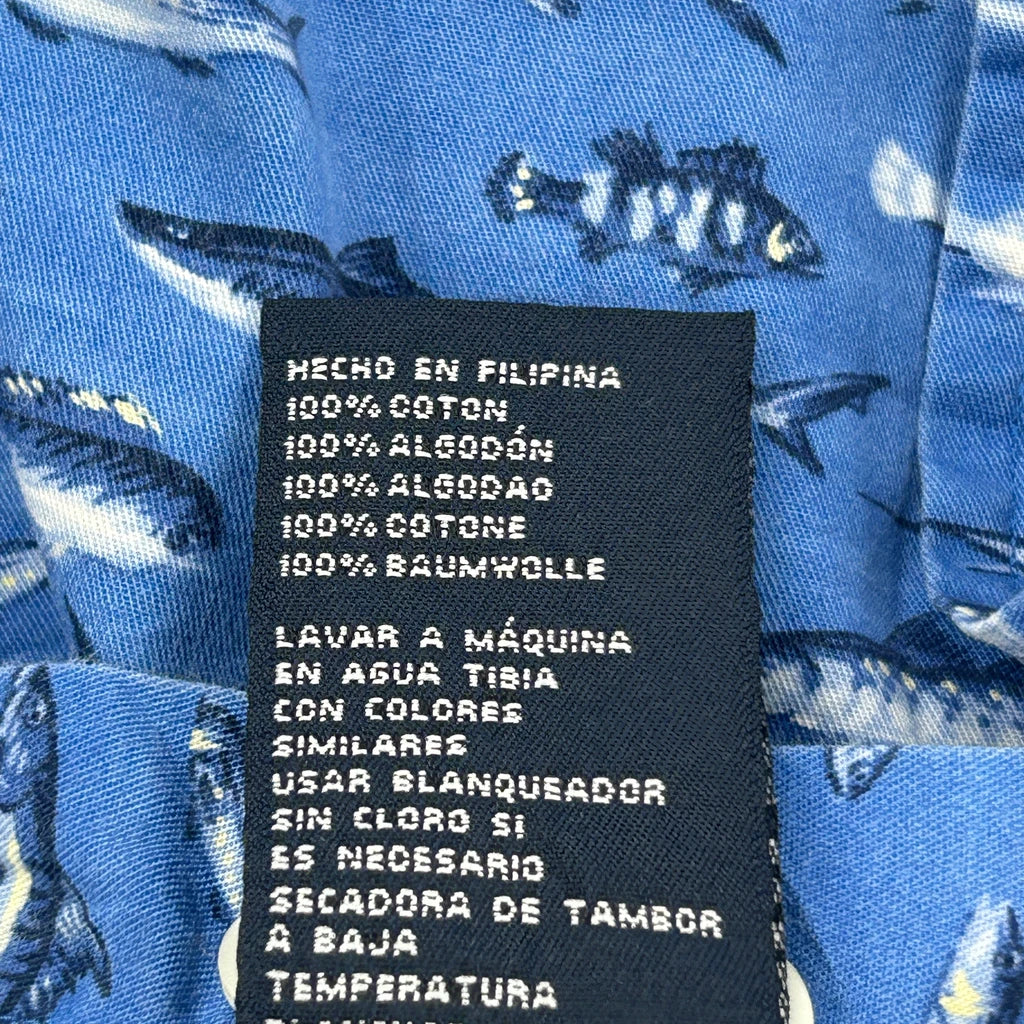 HECHO EN FILIPINA
100% COTON
100% ALGODÓN
100% ALGODAO
100% COTONE
100% BAUMWOLLE
LAVAR A MÁQUINA
EN AGUA TIBIA
CON COLORES
SIMILARES
USAR BLANQUEADOR
SIN CLORO SI
ES NECESARIO
SECADORA DE TAMBOR
A BAJA
TEMPERATURA